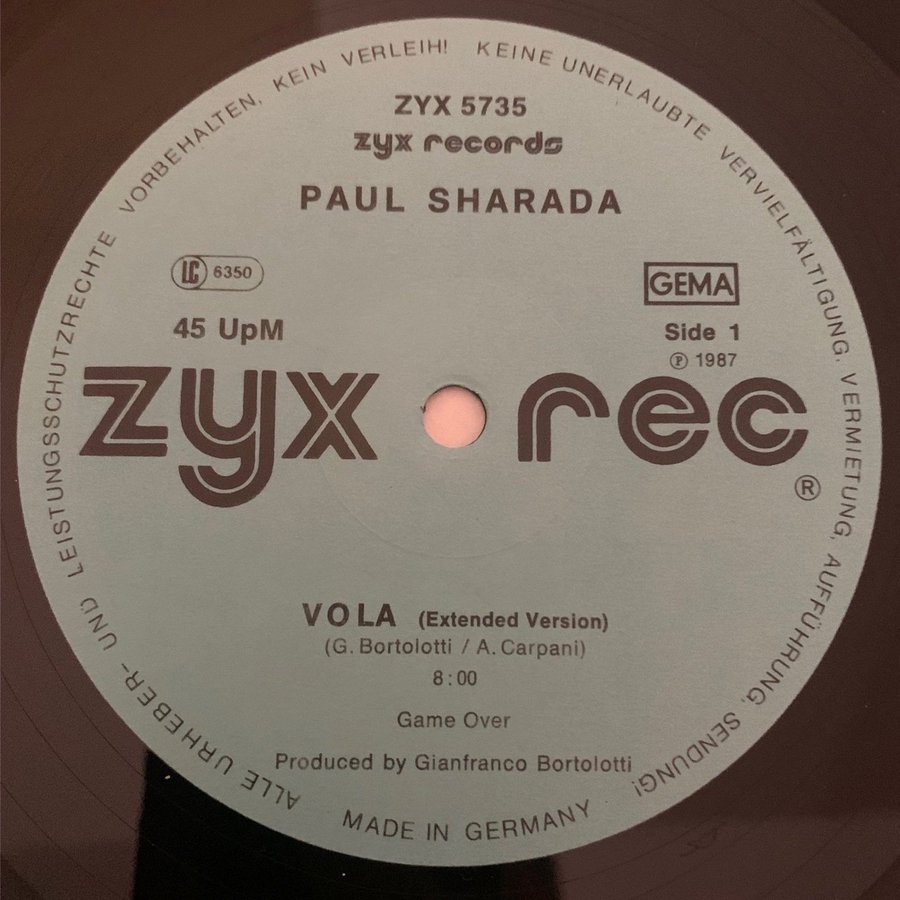 ALLE URHEBER- UND LEISTUNGSSCHUTZRECHTE VORBEHALTEN, KEIN VERLEIH! KEINE UNERLAUBTE VERVIELFÄLTIGUNG, VERMIETUNG, AUFFÜHRUNG, SENDUNG!
ZYX 5735
zyx records
PAUL SHARADA
LC 6350
GEMA
45 UpM
Side 1
Ⓟ 1987
zyx rec
®
VOLA (Extended Version)
(G. Bortolotti / A. Carpani)
8:00
Game Over
Produced by Gianfranco Bortolotti
MADE IN GERMANY